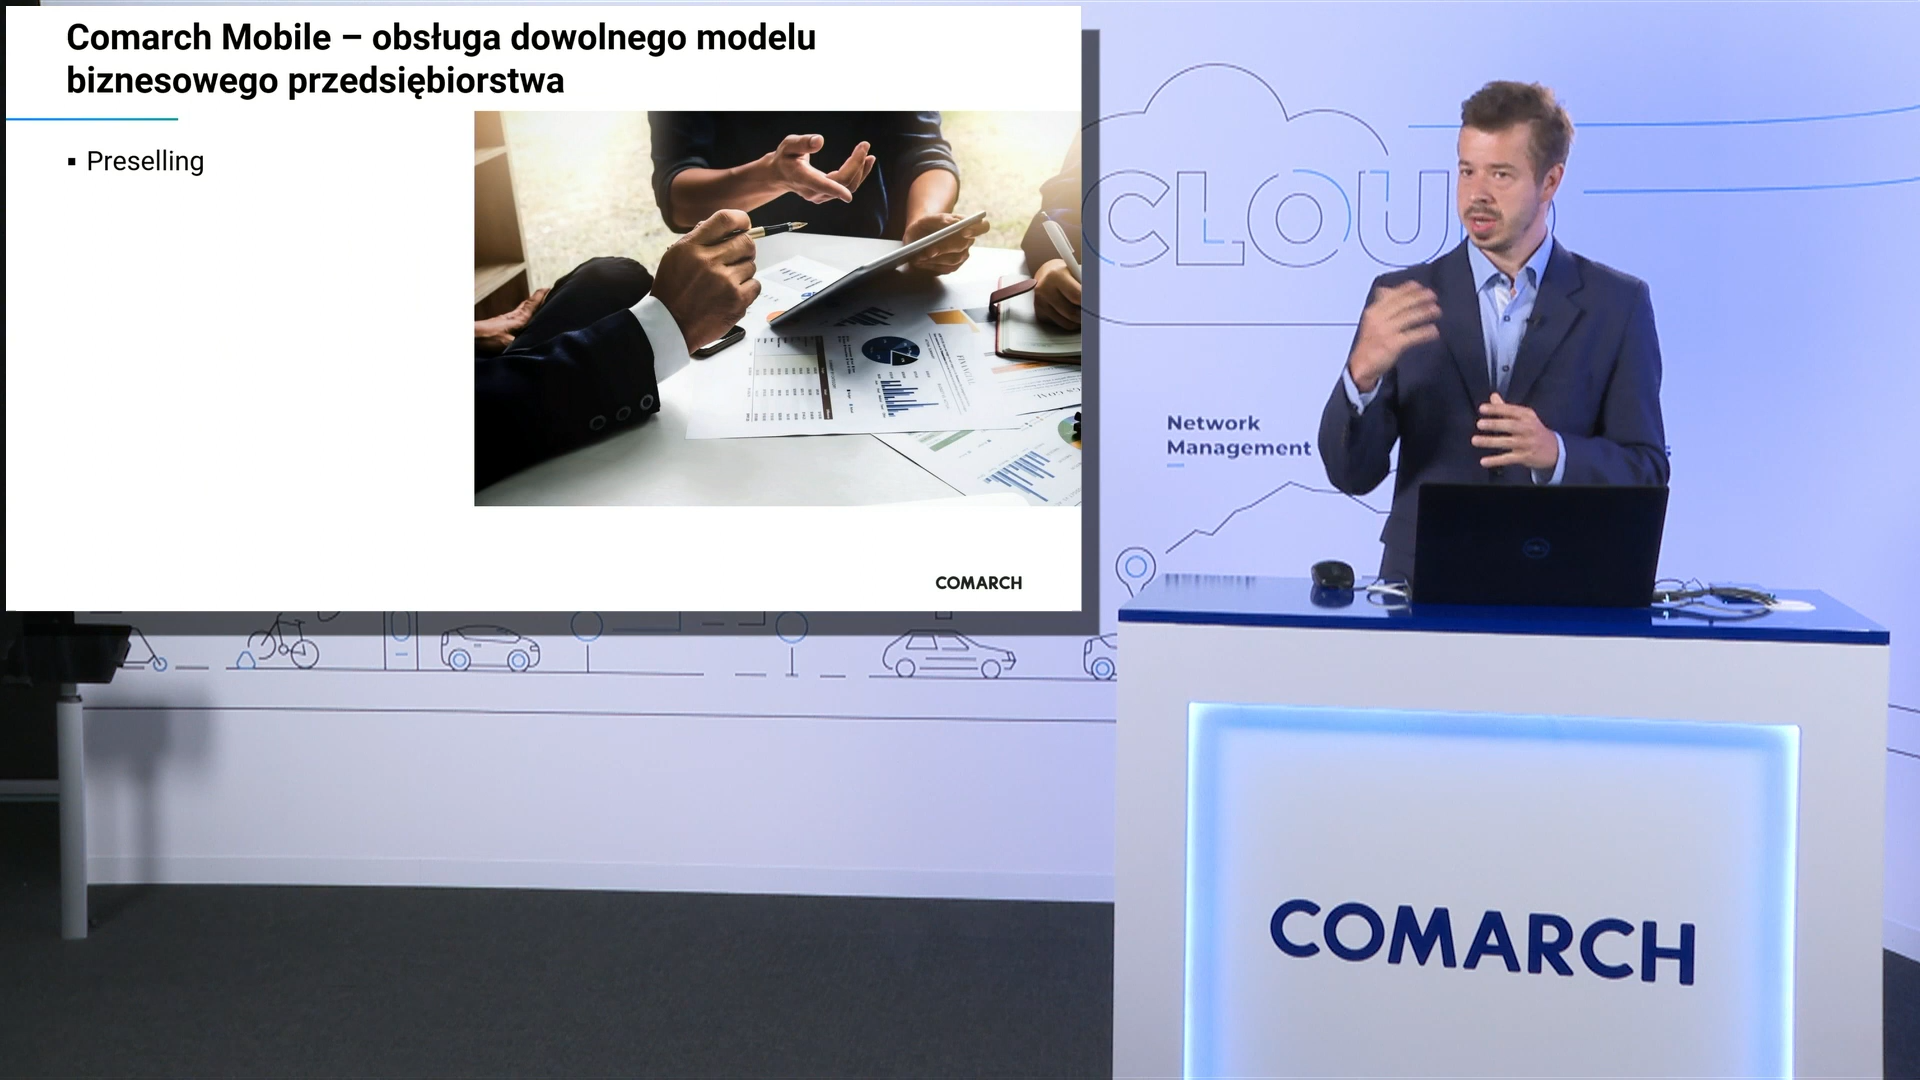 Comarch Mobile – obsługa dowolnego modelu
biznesowego przedsiębiorstwa
▪ Preselling
COMARCH
CLOU
Network
Management
COMARCH